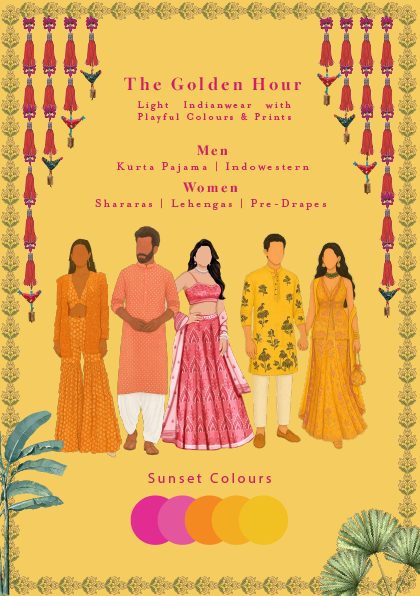 The Golden Hour
Light Indianwear with
Playful Colours & Prints
Men
Kurta Pajama | Indowestern
Women
Shararas | Lehengas | Pre-Drapes
Sunset Colours